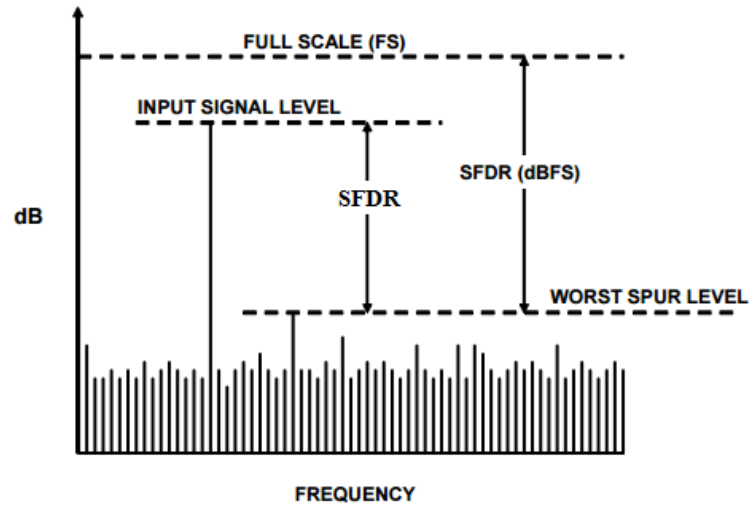 FULL SCALE (FS)
INPUT SIGNAL LEVEL
SFDR (dBFS)
SFDR
dB
WORST SPUR LEVEL
FREQUENCY